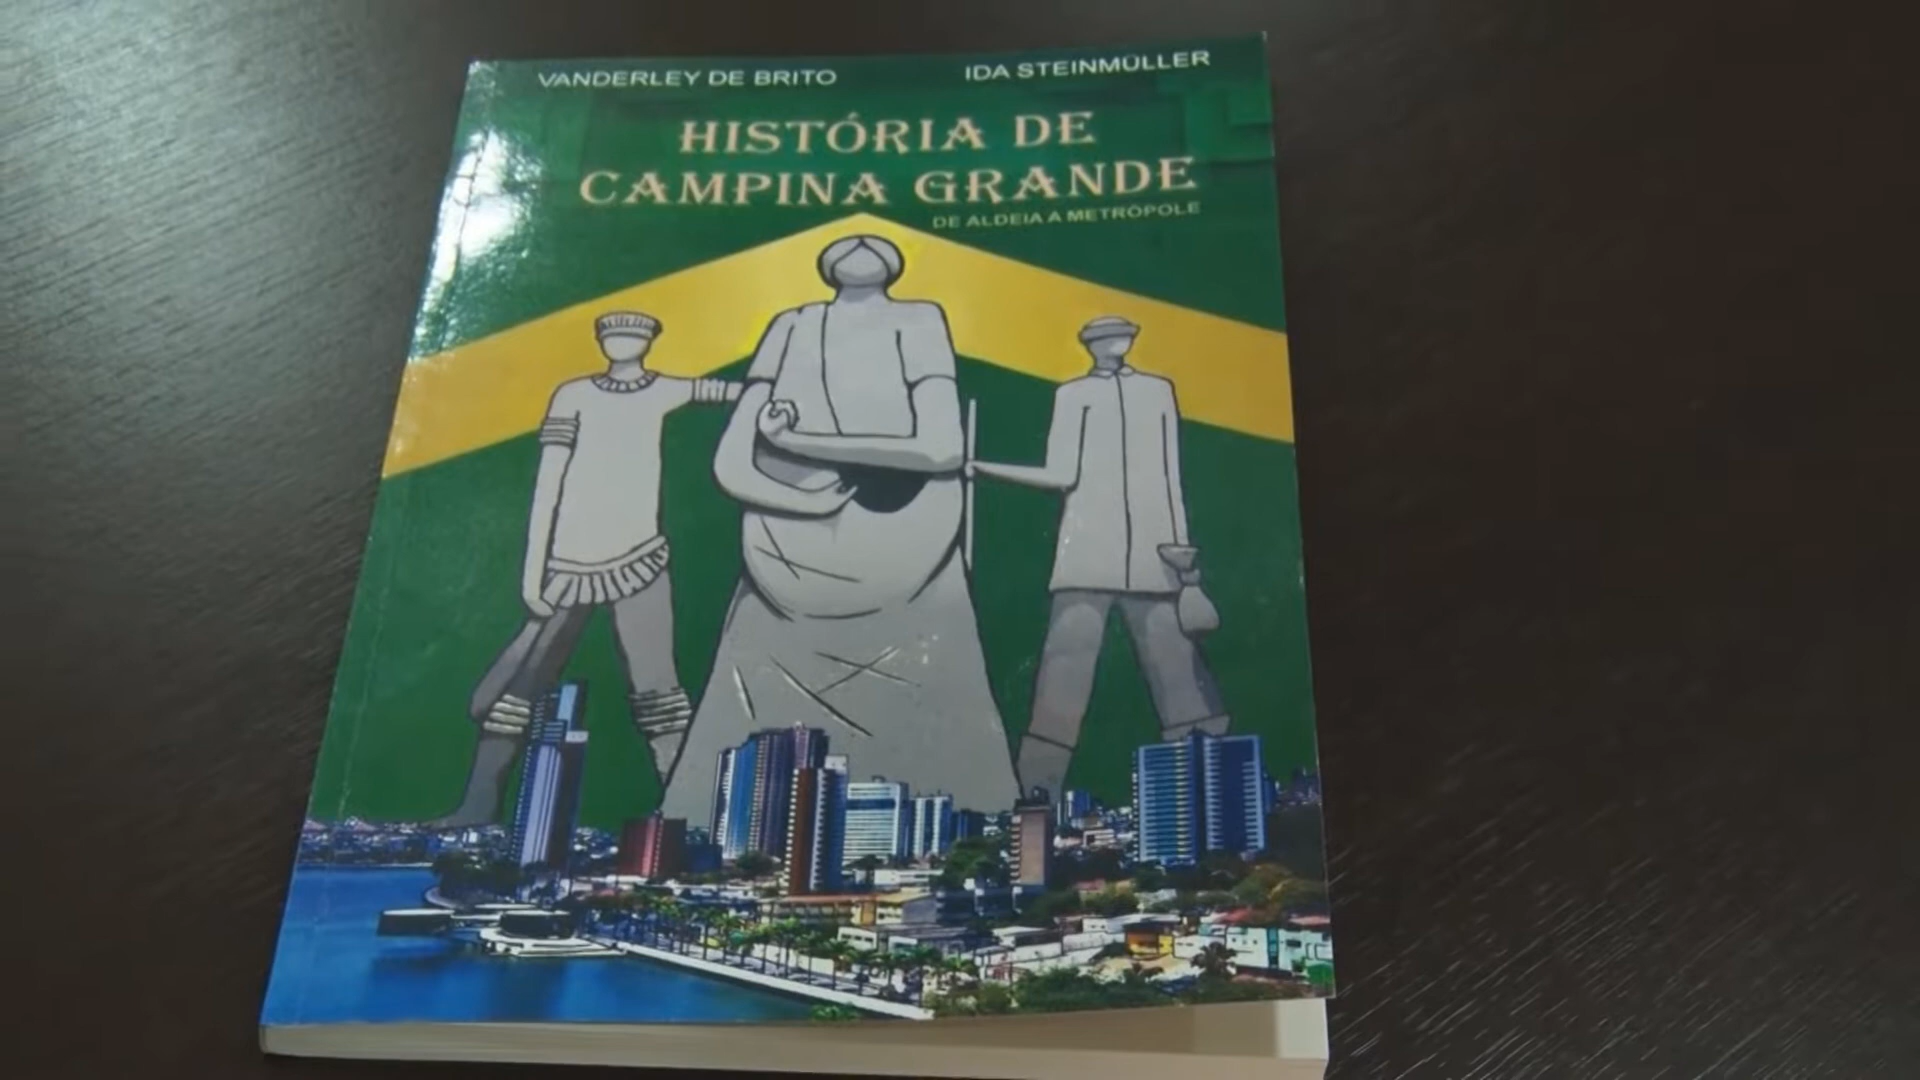 VANDERLEY DE BRITO
IDA STEINMÜLLER
HISTÓRIA DE
CAMPINA GRANDE
DE ALDEIA A METRÓPOLE